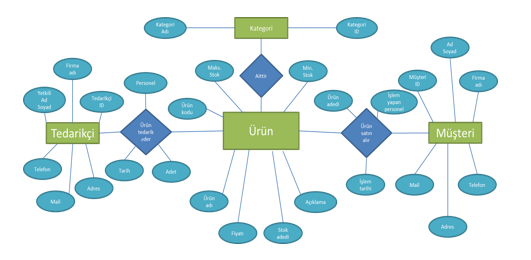 Kategori
Adı
Kategori
Kategori
ID
Ad
Soyad
Firma
adı
Maks.
Stok
Aittir
Min.
Stok
Müşteri
ID
Firma
adı
Personel
Yetkili
Ad
Soyad
Tedarikçi
ID
Ürün
kodu
Ürün
adedi
İşlem
yapan
personel
Tedarikçi
Ürün
tedarik
eder
Ürün
Ürün
satın
alır
Müşteri
Telefon
Tarih
Adet
Adres
Mail
İşlem
tarihi
Mail
Telefon
Ürün
adı
Açıklama
Fiyatı
Stok
adedi
Adres